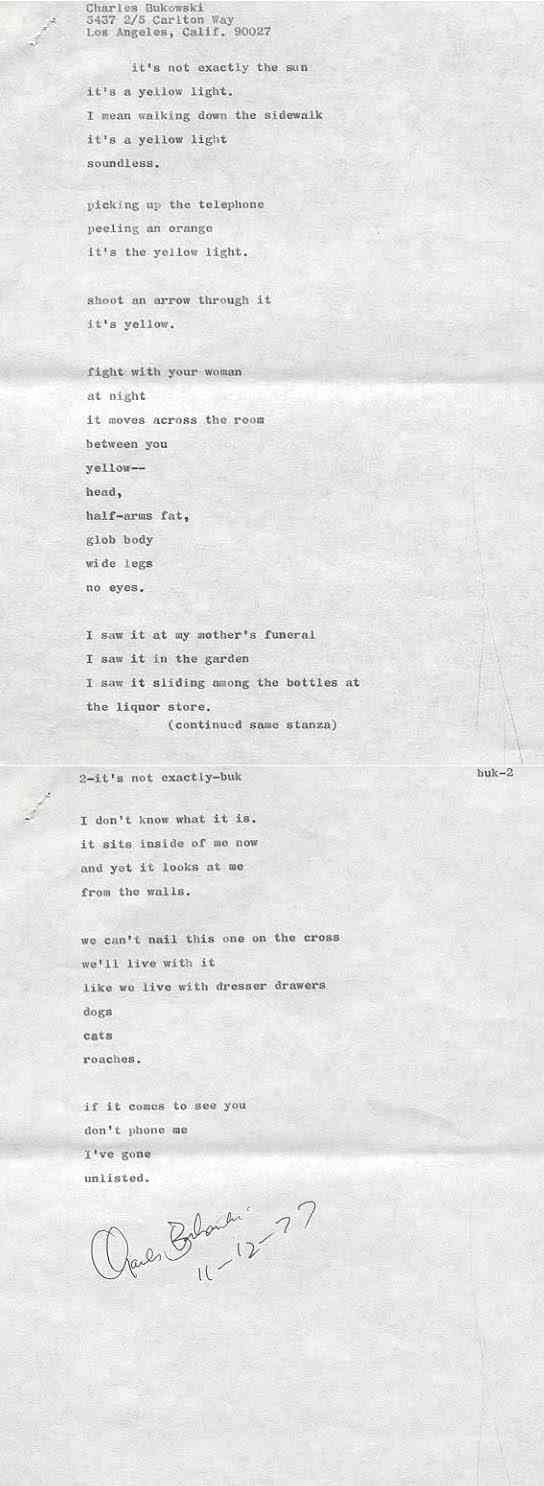 Charles Bukowski
5437 2/5 Carlton Way
Los Angeles, Calif. 90027
it's not exactly the sun
it's a yellow light.
I mean walking down the sidewalk
it's a yellow light
soundless.
picking up the telephone
peeling an orange
it's the yellow light.
shoot an arrow through it
it's yellow.
fight with your woman
at night
it moves across the room
between you
yellow--
head,
half-arms fat,
glob body
wide legs
no eyes.
I saw it at my mother's funeral
I saw it in the garden
I saw it sliding among the bottles at
the liquor store.
(continued same stanza)
2-it's not exactly-buk buk-2
I don't know what it is.
it sits inside of me now
and yet it looks at me
from the walls.
we can't nail this one on the cross
we'll live with it
like we live with dresser drawers
dogs
cats
roaches.
if it comes to see you
don't phone me
I've gone
unlisted.
Charles Bukowski
11-12-77